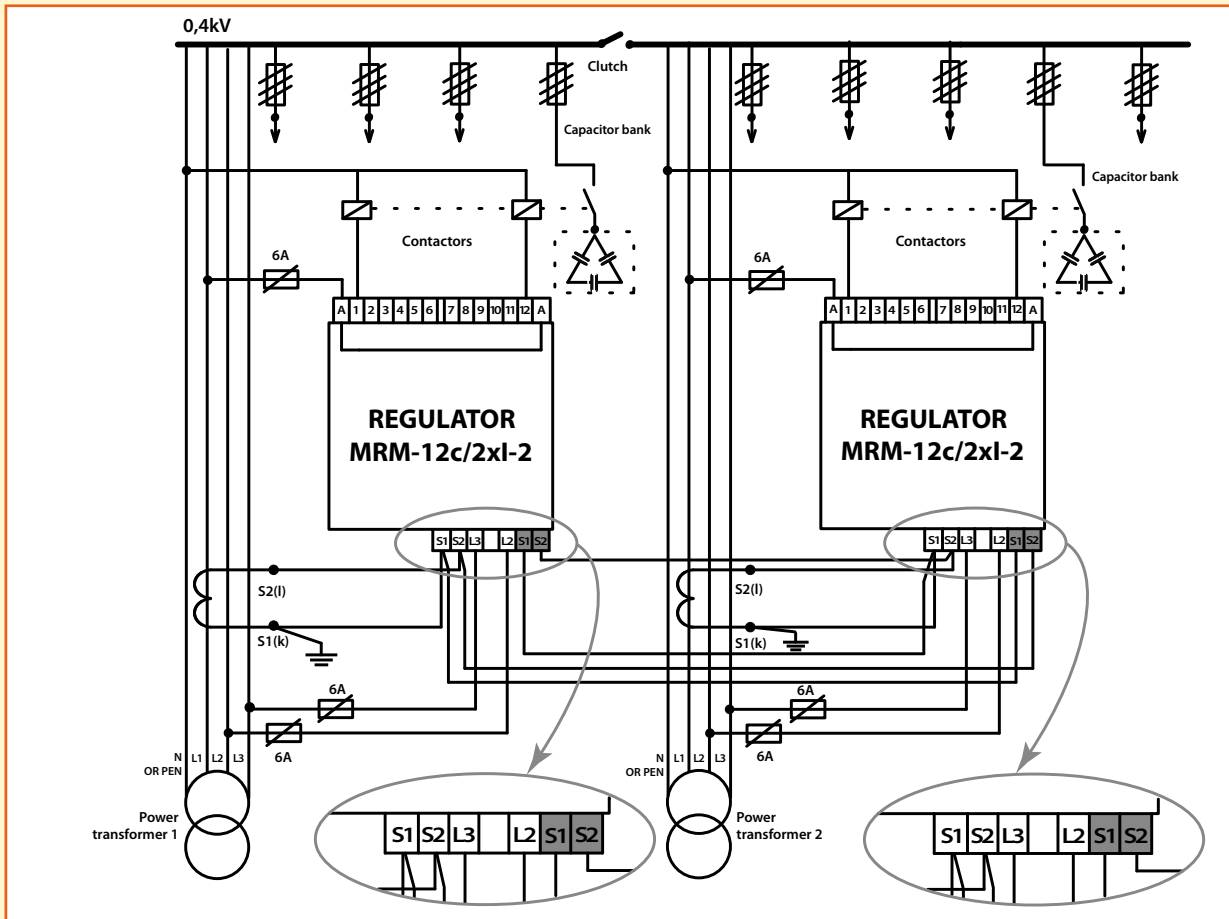 0,4kV
Clutch
Capacitor bank
Capacitor bank
Contactors
Contactors
6A
6A
A 1 2 3 4 5 6 7 8 9 10 11 12 A
A 1 2 3 4 5 6 7 8 9 10 11 12 A
REGULATOR
MRM-12c/2xI-2
REGULATOR
MRM-12c/2xI-2
S1 S2 L3 L2 S1 S2
S1 S2 L3 L2 S1 S2
S2(l)
S1(k)
S2(l)
S1(k)
6A
6A
6A
6A
N L1 L2 L3
OR PEN
N L1 L2 L3
OR PEN
Power
transformer 1
Power
transformer 2
S1 S2 L3 L2 S1 S2
S1 S2 L3 L2 S1 S2